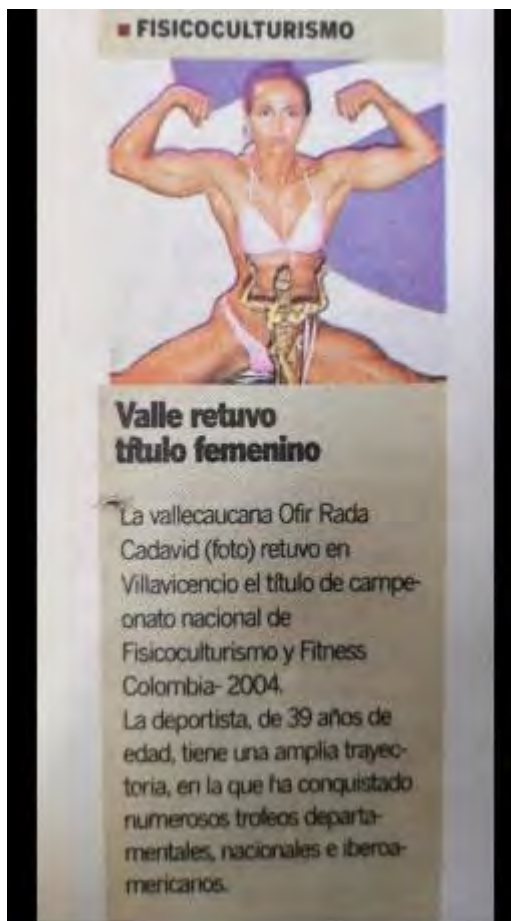 FISICOCULTURISMO
Valle retuvo
título femenino
La vallecaucana Ofir Rada
Cadavid (foto) retuvo en
Villavicencio el título de campe-
onato nacional de
Fisicoculturismo y Fitness
Colombia- 2004.
La deportista, de 39 años de
edad, tiene una amplia trayec-
toria, en la que ha conquistado
numerosos trofeos departa-
mentales, nacionales e iberoa-
mericanos.